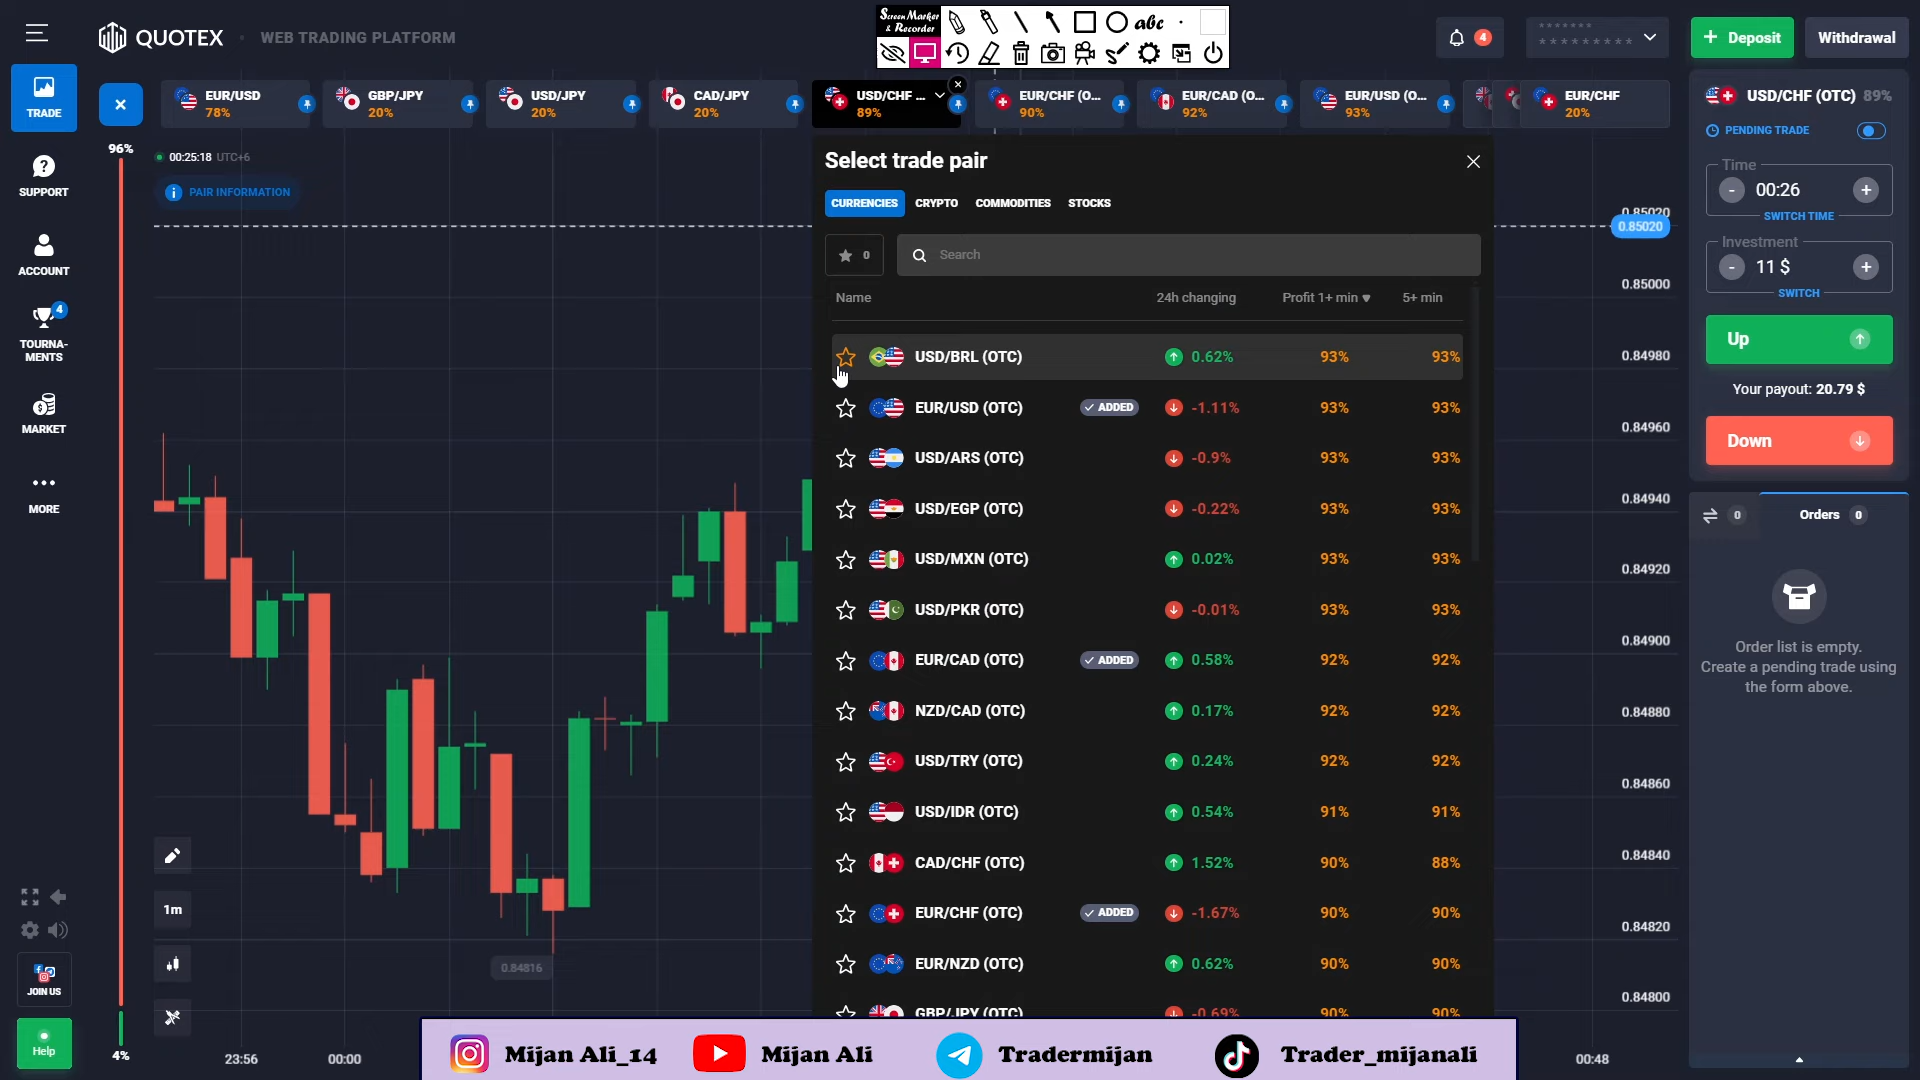 QUOTEX
WEB TRADING PLATFORM
Screen Marker
& Recorder
abc
4
*******
*********
+ Deposit
Withdrawal
TRADE
EUR/USD
78%
GBP/JPY
20%
USD/JPY
20%
CAD/JPY
20%
USD/CHF ...
89%
EUR/CHF (O...
90%
EUR/CAD (O...
92%
EUR/USD (O...
93%
EUR/CHF
20%
USD/CHF (OTC) 89%
PENDING TRADE
96%
00:25:18 UTC+6
PAIR INFORMATION
SUPPORT
ACCOUNT
4
TOURNA-
MENTS
MARKET
MORE
JOIN US
Help
4%
1m
0.84816
23:56
00:00
00:48
Select trade pair
CURRENCIES
CRYPTO
COMMODITIES
STOCKS
0
Search
Name
24h changing
Profit 1+ min
5+ min
USD/BRL (OTC) 0.62% 93% 93%
EUR/USD (OTC) ADDED -1.11% 93% 93%
USD/ARS (OTC) -0.9% 93% 93%
USD/EGP (OTC) -0.22% 93% 93%
USD/MXN (OTC) 0.02% 93% 93%
USD/PKR (OTC) -0.01% 93% 93%
EUR/CAD (OTC) ADDED 0.58% 92% 92%
NZD/CAD (OTC) 0.17% 92% 92%
USD/TRY (OTC) 0.24% 92% 92%
USD/IDR (OTC) 0.54% 91% 91%
CAD/CHF (OTC) 1.52% 90% 88%
EUR/CHF (OTC) ADDED -1.67% 90% 90%
EUR/NZD (OTC) 0.62% 90% 90%
GBP/JPY (OTC) -0.69% 90% 90%
0.85020
0.85020
0.85000
0.84980
0.84960
0.84940
0.84920
0.84900
0.84880
0.84860
0.84840
0.84820
0.84800
Time
- 00:26 +
SWITCH TIME
Investment
- 11 $ +
SWITCH
Up
Your payout: 20.79 $
Down
0
Orders 0
Order list is empty.
Create a pending trade using
the form above.
Mijan Ali_14
Mijan Ali
Tradermijan
Trader_mijanali